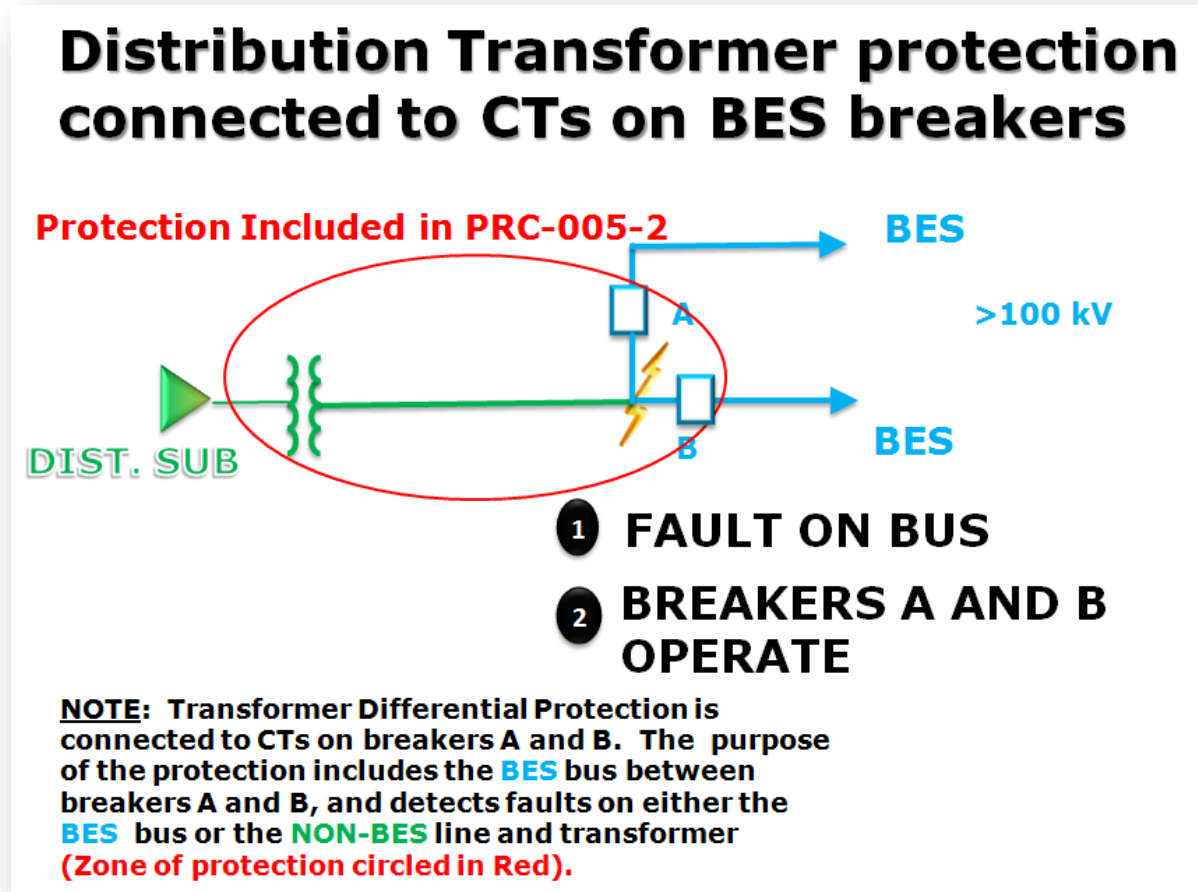 Distribution Transformer protection
connected to CTs on BES breakers
Protection Included in PRC-005-2
BES
A
>100 kV
B
BES
DIST. SUB
1 FAULT ON BUS
2 BREAKERS A AND B
OPERATE
NOTE: Transformer Differential Protection is
connected to CTs on breakers A and B. The purpose
of the protection includes the BES bus between
breakers A and B, and detects faults on either the
BES bus or the NON-BES line and transformer
(Zone of protection circled in Red).